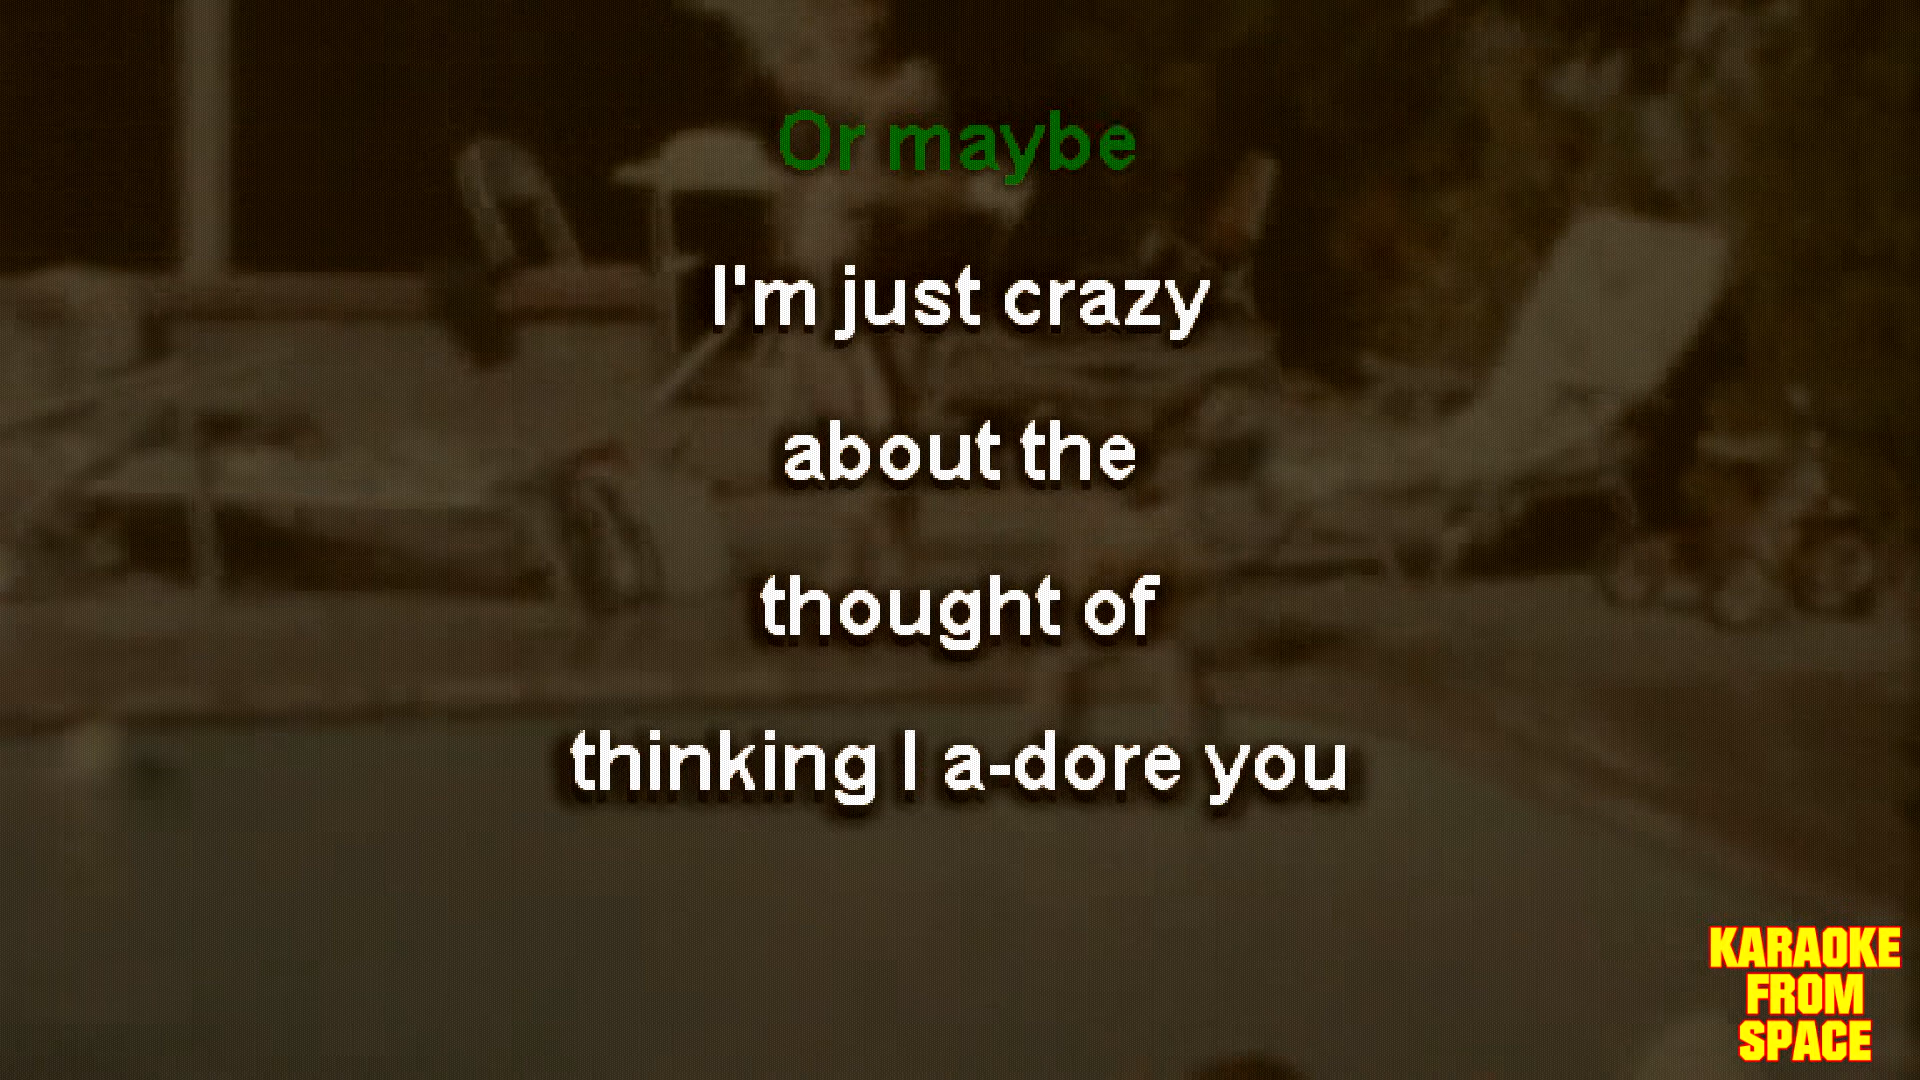 Or maybe
I'm just crazy
about the
thought of
thinking I a-dore you
KARAOKE
FROM
SPACE